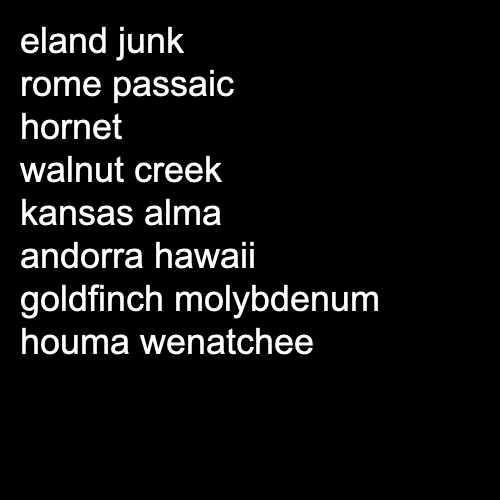 eland junk
rome passaic
hornet
walnut creek
kansas alma
andorra hawaii
goldfinch molybdenum
houma wenatchee